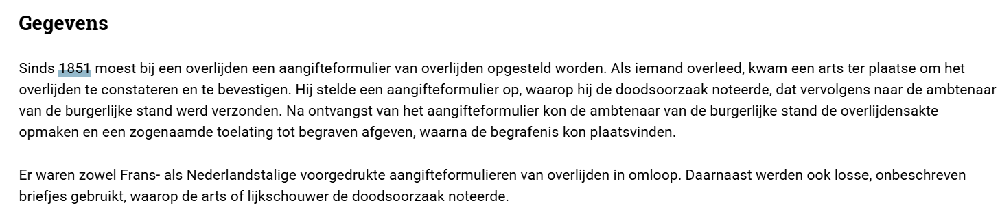 Gegevens
Sinds 1851 moest bij een overlijden een aangifteformulier van overlijden opgesteld worden. Als iemand overleed, kwam een arts ter plaatse om het
overlijden te constateren en te bevestigen. Hij stelde een aangifteformulier op, waarop hij de doodsoorzaak noteerde, dat vervolgens naar de ambtenaar
van de burgerlijke stand werd verzonden. Na ontvangst van het aangifteformulier kon de ambtenaar van de burgerlijke stand de overlijdensakte
opmaken en een zogenaamde toelating tot begraven afgeven, waarna de begrafenis kon plaatsvinden.
Er waren zowel Frans- als Nederlandstalige voorgedrukte aangifteformulieren van overlijden in omloop. Daarnaast werden ook losse, onbeschreven
briefjes gebruikt, waarop de arts of lijkschouwer de doodsoorzaak noteerde.